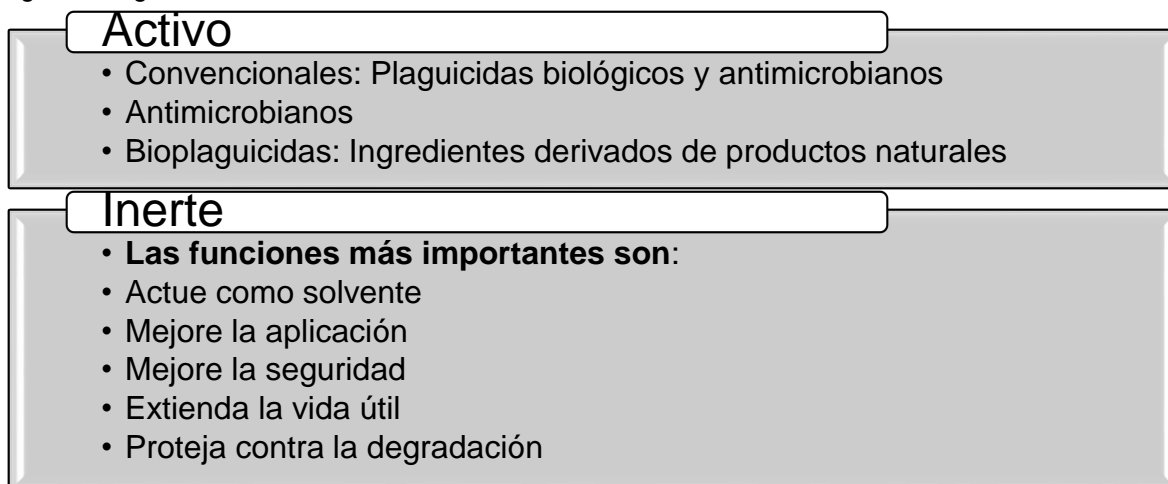 Activo
• Convencionales: Plaguicidas biológicos y antimicrobianos
• Antimicrobianos
• Bioplaguicidas: Ingredientes derivados de productos naturales
Inerte
• Las funciones más importantes son:
• Actue como solvente
• Mejore la aplicación
• Mejore la seguridad
• Extienda la vida útil
• Proteja contra la degradación